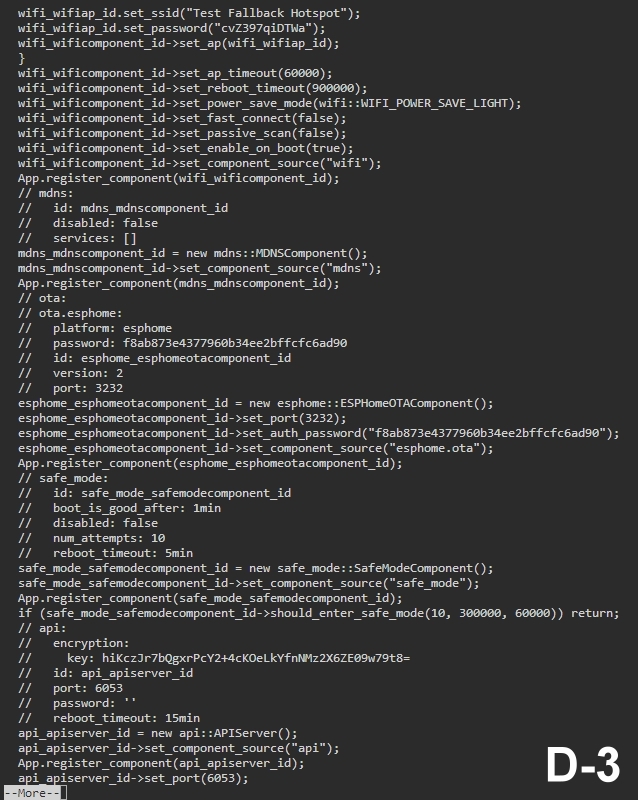 wifi_wifiap_id.set_ssid("Test Fallback Hotspot");
wifi_wifiap_id.set_password("cvZ397qiDTWa");
wifi_wificomponent_id->set_ap(wifi_wifiap_id);
}
wifi_wificomponent_id->set_ap_timeout(60000);
wifi_wificomponent_id->set_reboot_timeout(900000);
wifi_wificomponent_id->set_power_save_mode(wifi::WIFI_POWER_SAVE_LIGHT);
wifi_wificomponent_id->set_fast_connect(false);
wifi_wificomponent_id->set_passive_scan(false);
wifi_wificomponent_id->set_enable_on_boot(true);
wifi_wificomponent_id->set_component_source("wifi");
App.register_component(wifi_wificomponent_id);
// mdns:
//   id: mdns_mdnscomponent_id
//   disabled: false
//   services: []
mdns_mdnscomponent_id = new mdns::MDNSComponent();
mdns_mdnscomponent_id->set_component_source("mdns");
App.register_component(mdns_mdnscomponent_id);
// ota:
// ota.esphome:
//   platform: esphome
//   password: f8ab873e4377960b34ee2bffcfc6ad90
//   id: esphome_esphomeotacomponent_id
//   version: 2
//   port: 3232
esphome_esphomeotacomponent_id = new esphome::ESPHomeOTAComponent();
esphome_esphomeotacomponent_id->set_port(3232);
esphome_esphomeotacomponent_id->set_auth_password("f8ab873e4377960b34ee2bffcfc6ad90");
esphome_esphomeotacomponent_id->set_component_source("esphome.ota");
App.register_component(esphome_esphomeotacomponent_id);
// safe_mode:
//   id: safe_mode_safemodecomponent_id
//   boot_is_good_after: 1min
//   disabled: false
//   num_attempts: 10
//   reboot_timeout: 5min
safe_mode_safemodecomponent_id = new safe_mode::SafeModeComponent();
safe_mode_safemodecomponent_id->set_component_source("safe_mode");
App.register_component(safe_mode_safemodecomponent_id);
if (safe_mode_safemodecomponent_id->should_enter_safe_mode(10, 300000, 60000)) return;
// api:
//   encryption:
//     key: hiKczJr7bQgxrPcY2+4cKOeLkYfnNMz2X6ZE09w79t8=
//   id: api_apiserver_id
//   port: 6053
//   password: ''
//   reboot_timeout: 15min
api_apiserver_id = new api::APIServer();
api_apiserver_id->set_component_source("api");
App.register_component(api_apiserver_id);
api_apiserver_id->set_port(6053);
--More--
D-3